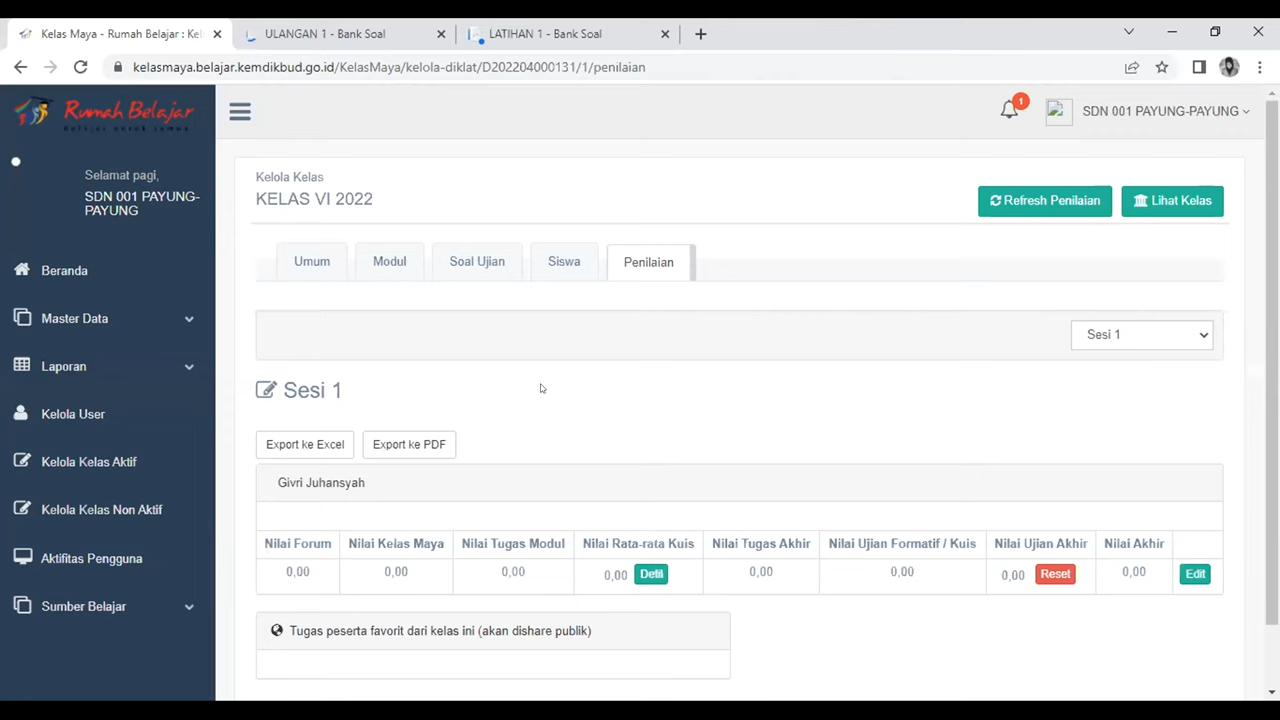 Kelas Maya - Rumah Belajar : Kel
ULANGAN 1 - Bank Soal
LATIHAN 1 - Bank Soal
kelasmaya.belajar.kemdikbud.go.id/KelasMaya/kelola-diklat/D202204000131/1/penilaian
Rumah Belajar
Belajar untuk semua
1
SDN 001 PAYUNG-PAYUNG
Selamat pagi,
SDN 001 PAYUNG-
PAYUNG
Beranda
Master Data
Laporan
Kelola User
Kelola Kelas Aktif
Kelola Kelas Non Aktif
Aktifitas Pengguna
Sumber Belajar
Kelola Kelas
KELAS VI 2022
Refresh Penilaian
Lihat Kelas
Umum
Modul
Soal Ujian
Siswa
Penilaian
Sesi 1
Sesi 1
Export ke Excel
Export ke PDF
Givri Juhansyah
Nilai Forum Nilai Kelas Maya Nilai Tugas Modul Nilai Rata-rata Kuis Nilai Tugas Akhir Nilai Ujian Formatif / Kuis Nilai Ujian Akhir Nilai Akhir
0,00 0,00 0,00 0,00 Detil 0,00 0,00 0,00 Reset 0,00 Edit
Tugas peserta favorit dari kelas ini (akan dishare publik)